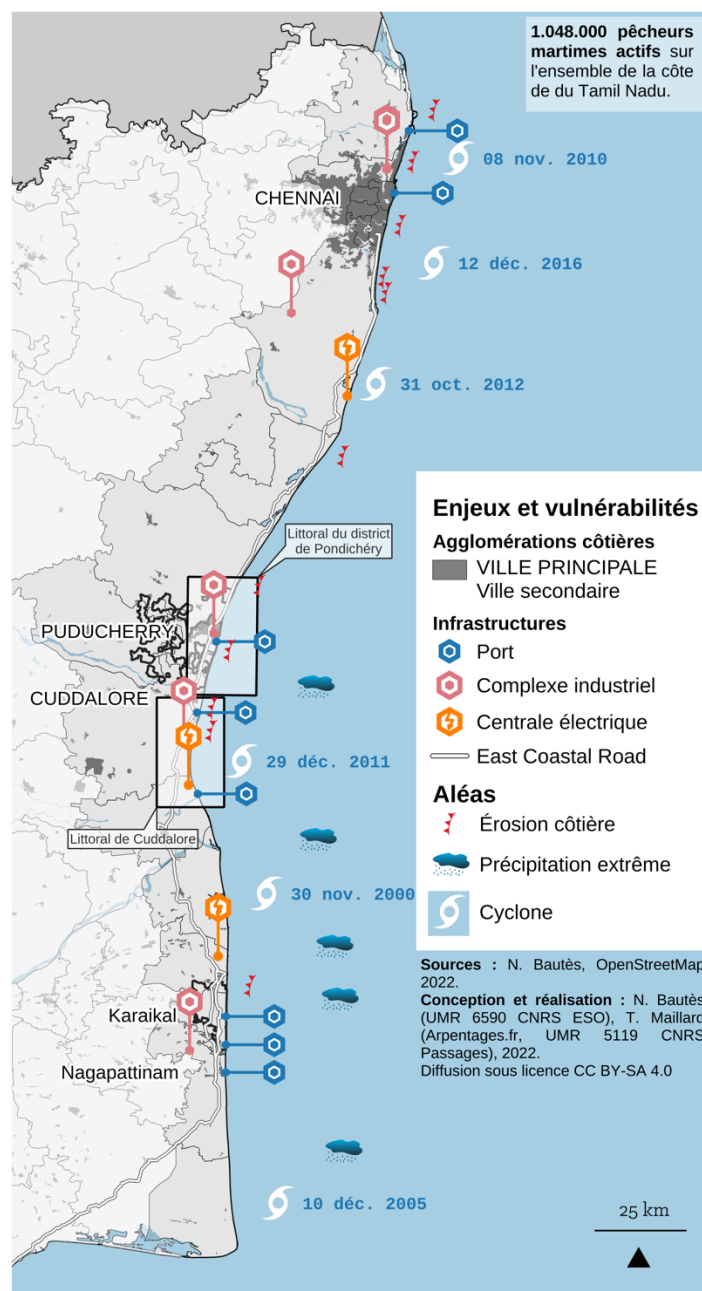 1.048.000 pêcheurs
martimes actifs sur
l'ensemble de la côte
de du Tamil Nadu.
08 nov. 2010
CHENNAI
12 déc. 2016
31 oct. 2012
Littoral du district
de Pondichéry
PUDUCHERRY
CUDDALORE
29 déc. 2011
Littoral de Cuddalore
30 nov. 2000
Karaikal
Nagapattinam
10 déc. 2005
Enjeux et vulnérabilités
Agglomérations côtières
VILLE PRINCIPALE
Ville secondaire
Infrastructures
Port
Complexe industriel
Centrale électrique
East Coastal Road
Aléas
Érosion côtière
Précipitation extrême
Cyclone
Sources : N. Bautès, OpenStreetMap
2022.
Conception et réalisation : N. Bautès
(UMR 6590 CNRS ESO), T. Maillard
(Arpentages.fr, UMR 5119 CNRS
Passages), 2022.
Diffusion sous licence CC BY-SA 4.0
25 km